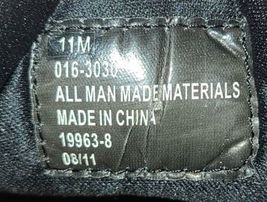 11M
016-3030
ALL MAN MADE MATERIALS
MADE IN CHINA
19963-8
08/11